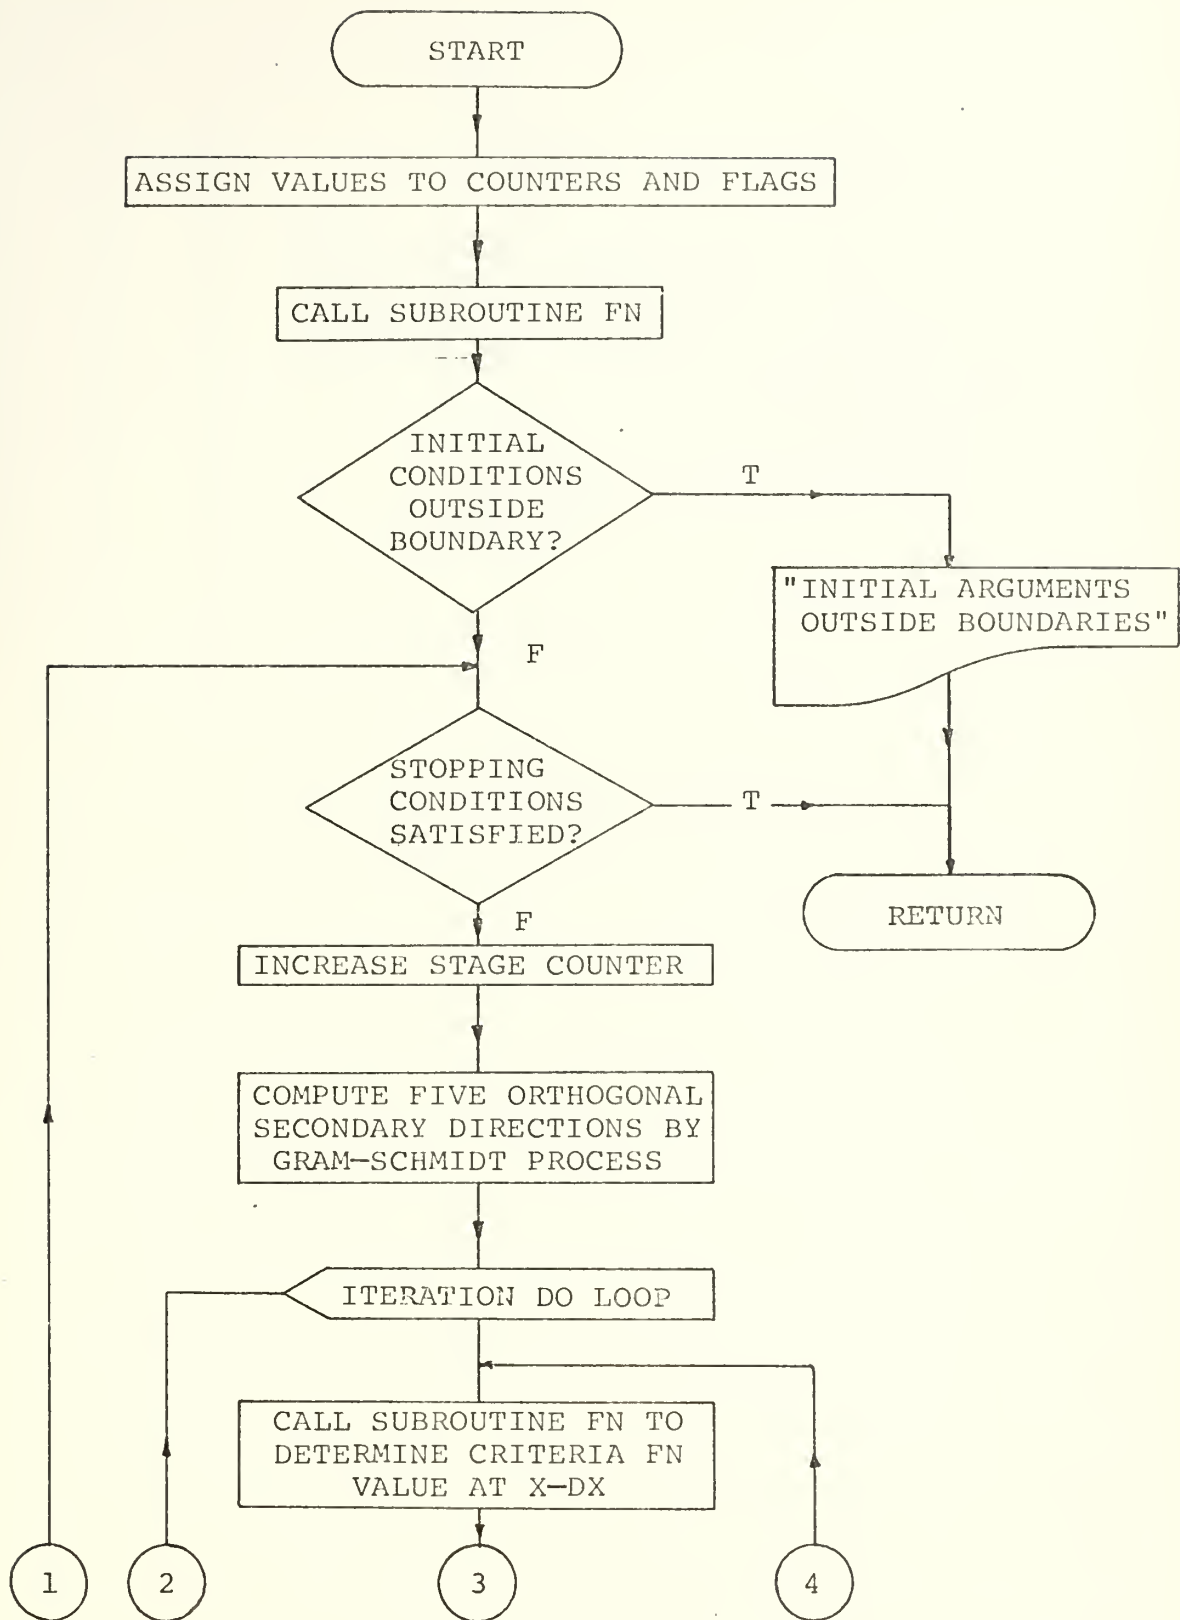 START
ASSIGN VALUES TO COUNTERS AND FLAGS
CALL SUBROUTINE FN
INITIAL
CONDITIONS
OUTSIDE
BOUNDARY?
T
"INITIAL ARGUMENTS
OUTSIDE BOUNDARIES"
F
STOPPING
CONDITIONS
SATISFIED?
T
RETURN
F
INCREASE STAGE COUNTER
COMPUTE FIVE ORTHOGONAL
SECONDARY DIRECTIONS BY
GRAM-SCHMIDT PROCESS
ITERATION DO LOOP
CALL SUBROUTINE FN TO
DETERMINE CRITERIA FN
VALUE AT X-DX
1
2
3
4